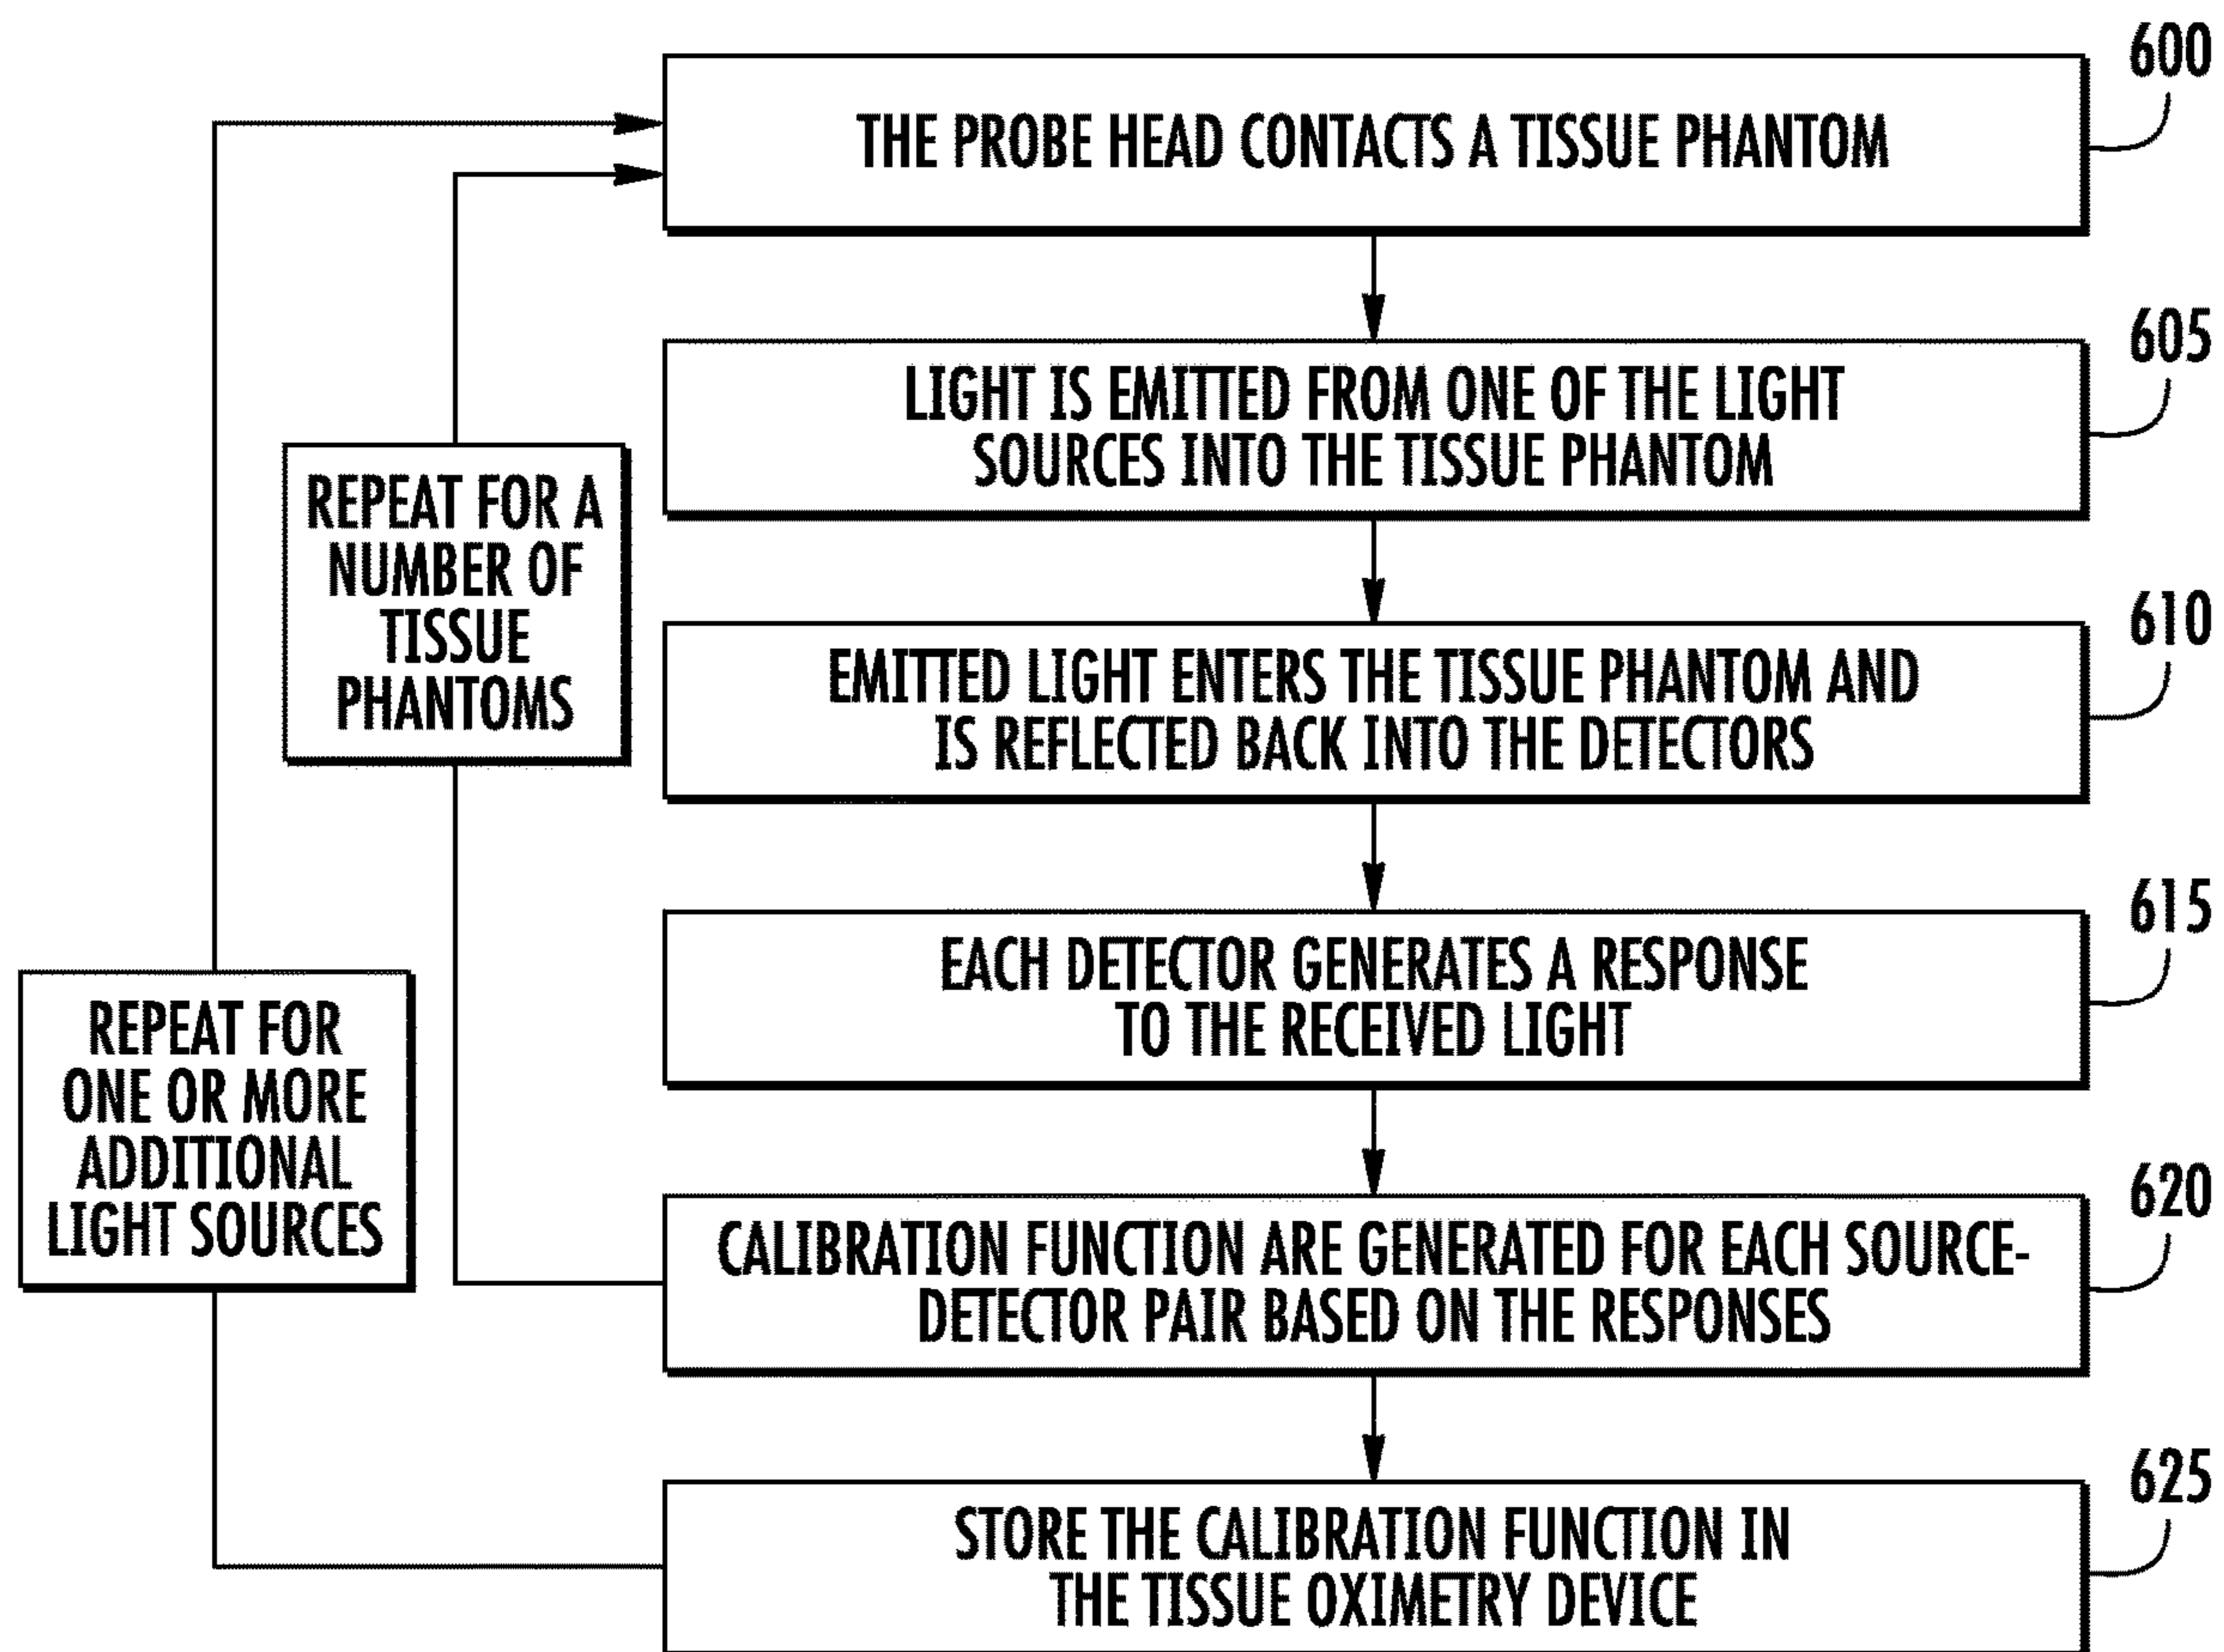 600
THE PROBE HEAD CONTACTS A TISSUE PHANTOM
605
LIGHT IS EMITTED FROM ONE OF THE LIGHT
SOURCES INTO THE TISSUE PHANTOM
REPEAT FOR A
NUMBER OF
TISSUE
PHANTOMS
610
EMITTED LIGHT ENTERS THE TISSUE PHANTOM AND
IS REFLECTED BACK INTO THE DETECTORS
615
EACH DETECTOR GENERATES A RESPONSE
TO THE RECEIVED LIGHT
REPEAT FOR
ONE OR MORE
ADDITIONAL
LIGHT SOURCES
620
CALIBRATION FUNCTION ARE GENERATED FOR EACH SOURCE-
DETECTOR PAIR BASED ON THE RESPONSES
625
STORE THE CALIBRATION FUNCTION IN
THE TISSUE OXIMETRY DEVICE